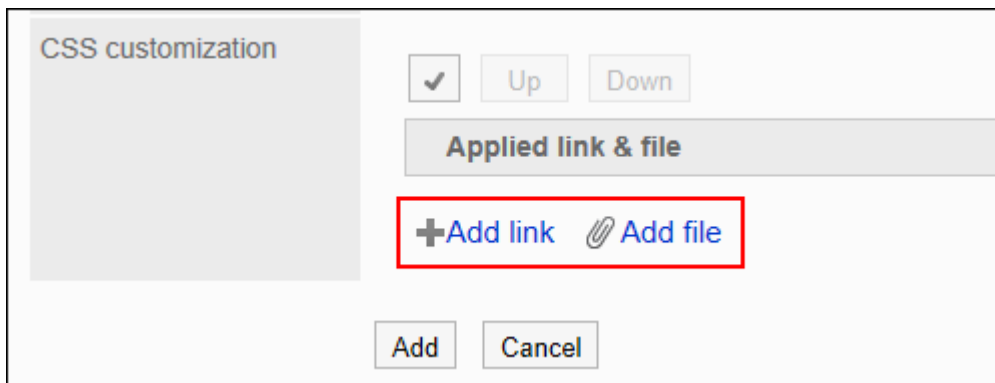 CSS customization
Up Down
Applied link & file
Add link Add file
Add Cancel